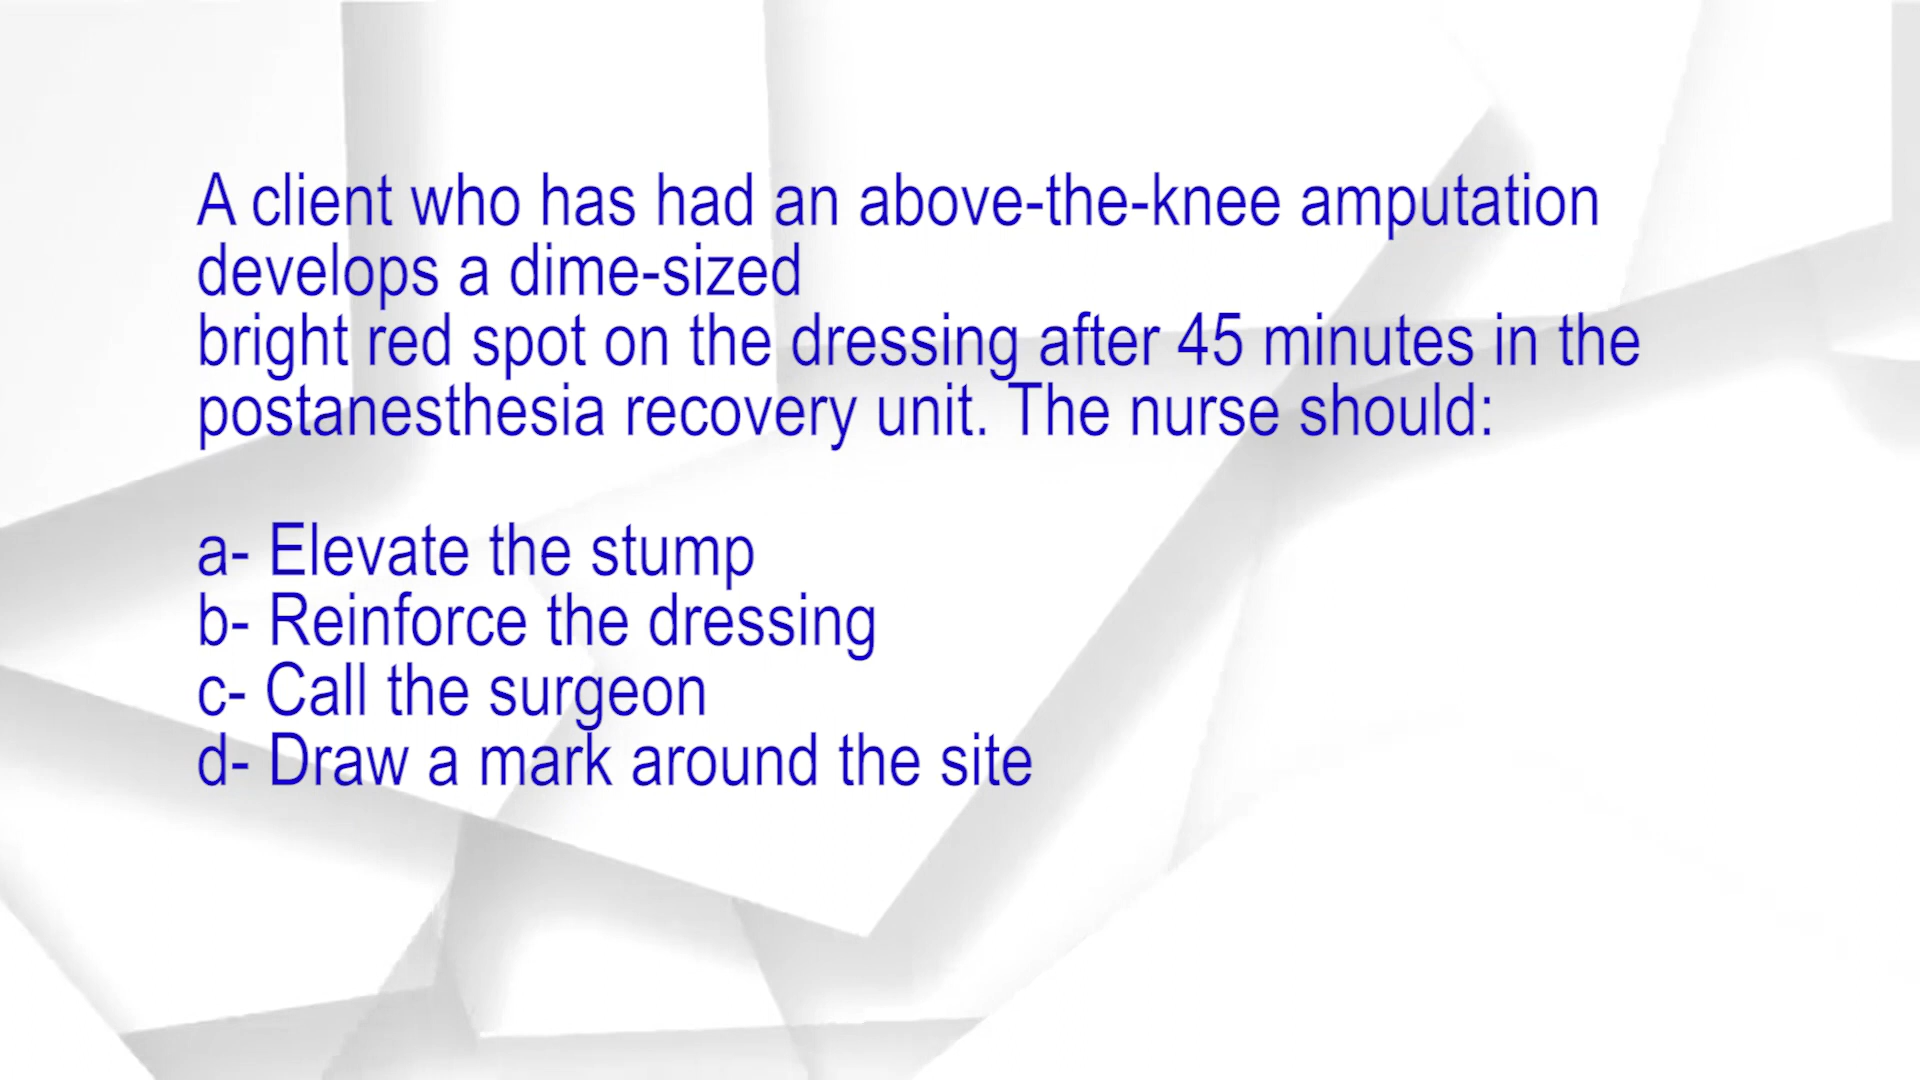 A client who has had an above-the-knee amputation
develops a dime-sized
bright red spot on the dressing after 45 minutes in the
postanesthesia recovery unit. The nurse should:
a- Elevate the stump
b- Reinforce the dressing
c- Call the surgeon
d- Draw a mark around the site